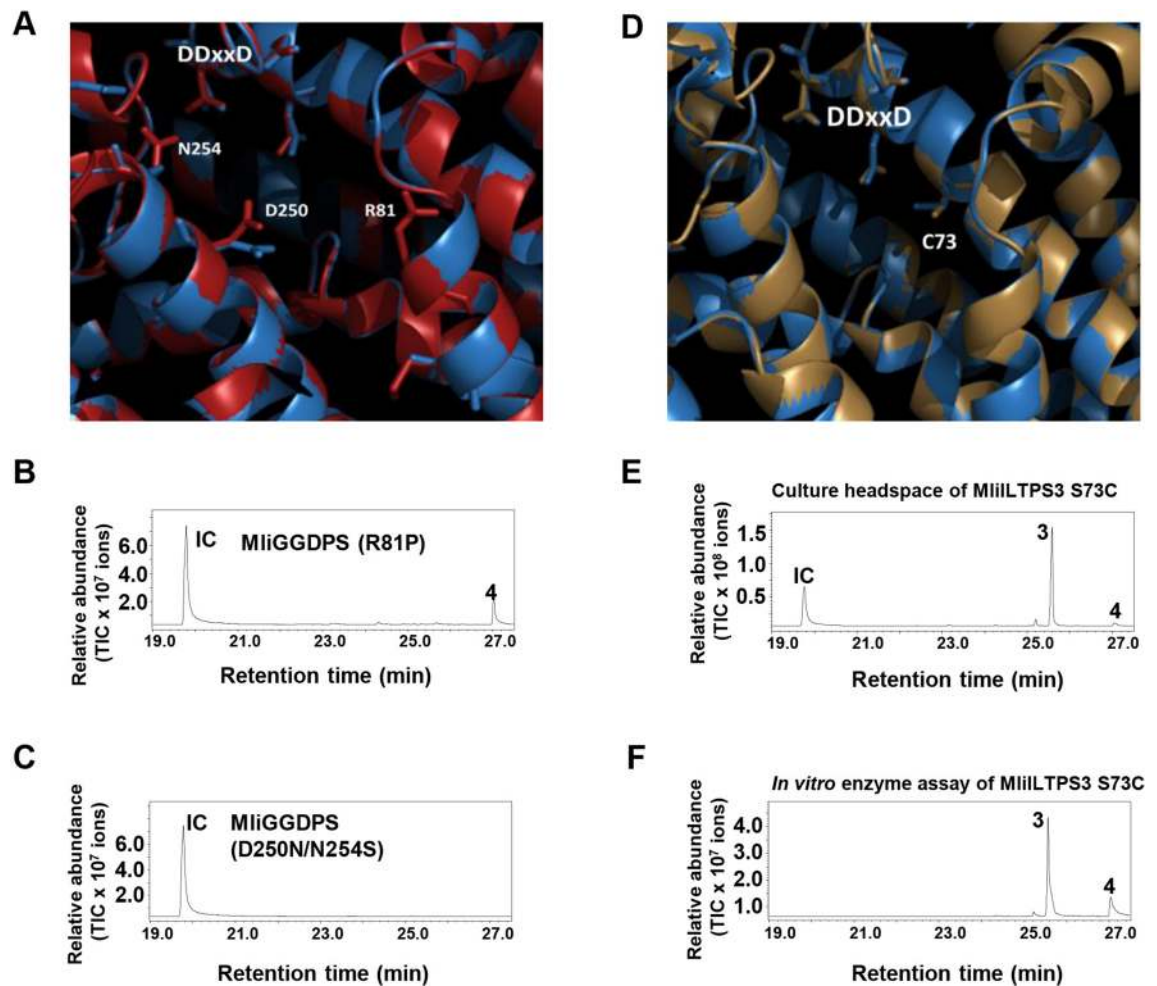 A
DDxxD
N254
D250
R81
D
DDxxD
C73
B
Relative abundance
(TIC x 10⁷ ions)
6.0
4.0
2.0
IC
MliGGDPS (R81P)
4
19.0 21.0 23.0 25.0 27.0
Retention time (min)
E
Culture headspace of MliILTPS3 S73C
Relative abundance
(TIC x 10⁸ ions)
1.5
1.0
0.5
IC
3
4
19.0 21.0 23.0 25.0 27.0
Retention time (min)
C
Relative abundance
(TIC x 10⁷ ions)
6.0
4.0
2.0
IC
MliGGDPS
(D250N/N254S)
19.0 21.0 23.0 25.0 27.0
Retention time (min)
F
In vitro enzyme assay of MliILTPS3 S73C
Relative abundance
(TIC x 10⁷ ions)
4.0
3.0
2.0
1.0
3
4
19.0 21.0 23.0 25.0 27.0
Retention time (min)